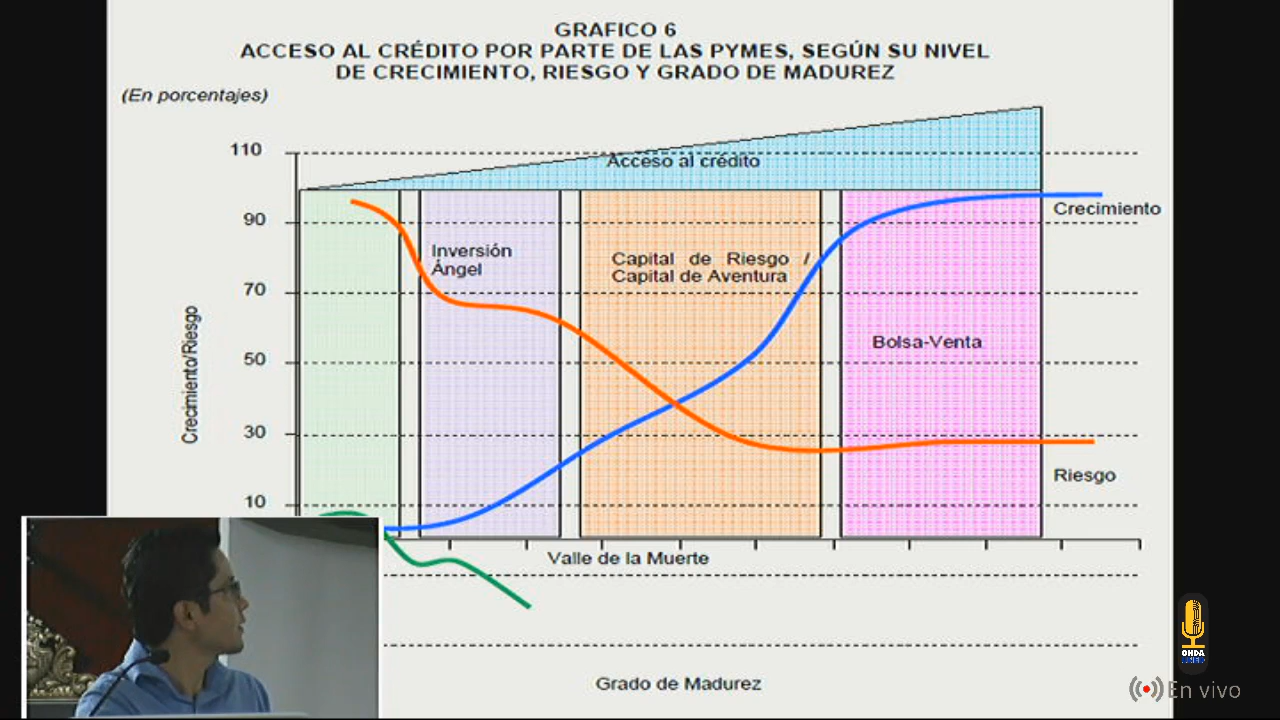 GRAFICO 6
ACCESO AL CRÉDITO POR PARTE DE LAS PYMES, SEGÚN SU NIVEL
DE CRECIMIENTO, RIESGO Y GRADO DE MADUREZ
(En porcentajes)
110
Acceso al crédito
90
Crecimiento
Inversión
Ángel
Capital de Riesgo /
Capital de Aventura
70
Crecimiento/Riesgo
Bolsa-Venta
50
30
Riesgo
10
Valle de la Muerte
Grado de Madurez
ONDA
En vivo